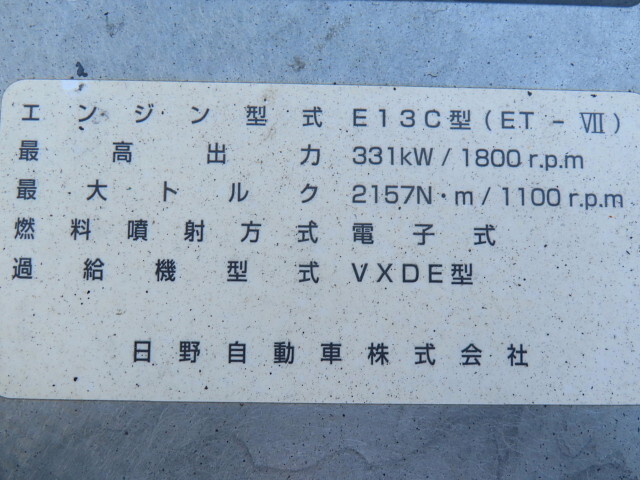 エンジン型式 E13C型(ET-Ⅶ)
最高出力 331kW/1800r.p.m
最大トルク 2157N・m/1100r.p.m
燃料噴射方式 電子式
過給機型式 VXDE型
日野自動車株式会社